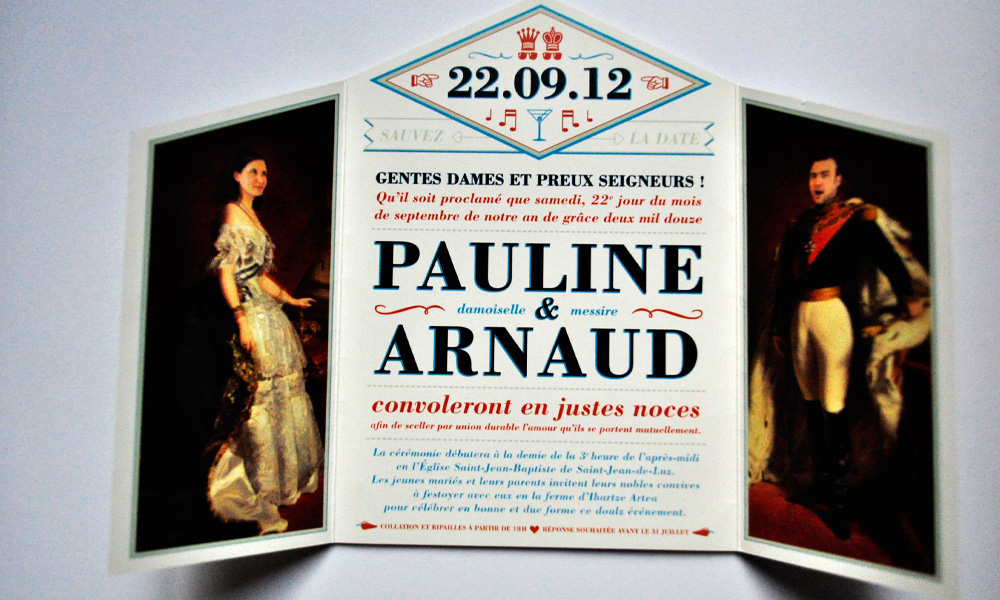 22.09.12
SAUVEZ LA DATE
GENTES DAMES ET PREUX SEIGNEURS !
Qu'il soit proclamé que samedi, 22e jour du mois
de septembre de notre an de grâce deux mil douze
PAULINE
damoiselle & messire
ARNAUD
convoleront en justes noces
afin de sceller par union durable l'amour qu'ils se portent mutuellement.
La cérémonie débutera à la demie de la 3e heure de l'après-midi
en l'Église Saint-Jean-Baptiste de Saint-Jean-de-Luz.
Les jeunes mariés et leurs parents invitent leurs nobles convives
à festoyer avec eux en la ferme d'Ihartze Artea
pour célébrer en bonne et due forme ce doulz événement.
COLLATION ET RIPAILLES À PARTIR DE 18H ♥ RÉPONSE SOUHAITÉE AVANT LE 31 JUILLET